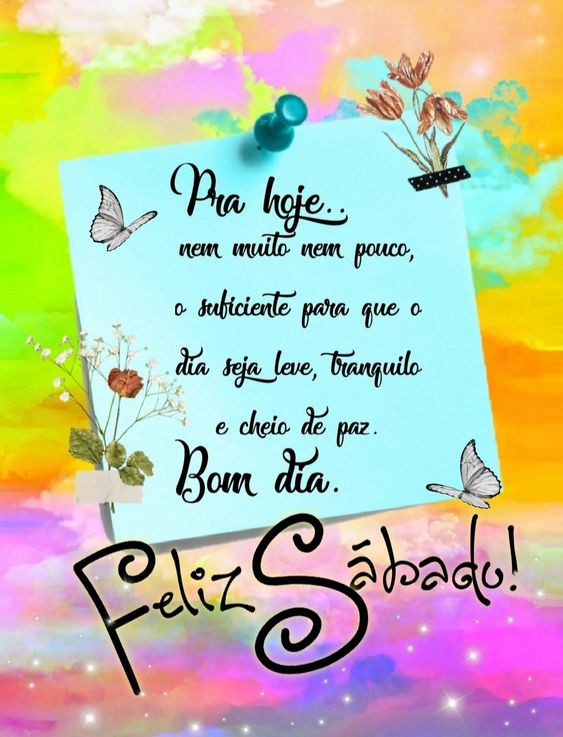 Pra hoje..
nem muito nem pouco,
o suficiente para que o
dia seja leve, tranquilo
e cheio de paz.
Bom dia.
Feliz Sábado!